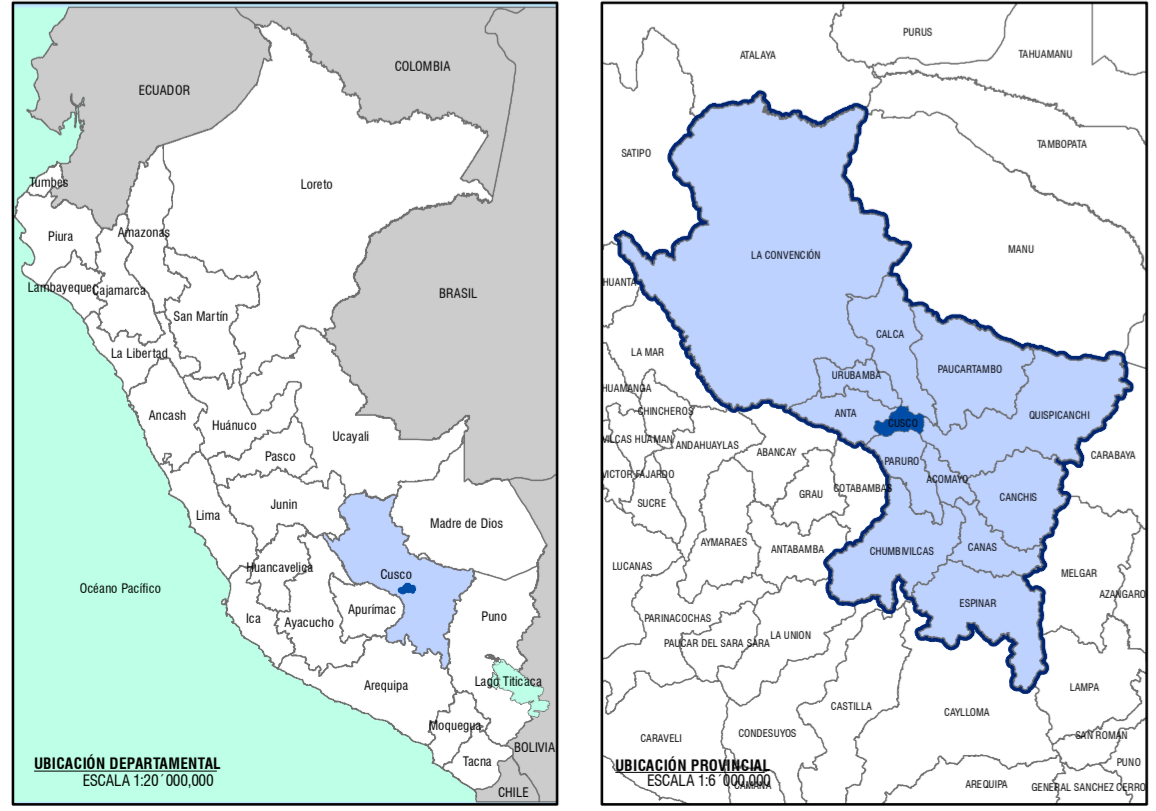 COLOMBIA
ECUADOR
Loreto
Tumbes
Piura
Amazonas
Lambayeque
Cajamarca
San Martín
BRASIL
La Libertad
Ancash
Huánuco
Ucayali
Pasco
Lima
Junin
Madre de Dios
Huancavelica
Cusco
Océano Pacífico
Ica
Ayacucho
Apurímac
Puno
Arequipa
Lago Titicaca
Moquegua
Tacna
BOLIVIA
CHILE
UBICACIÓN DEPARTAMENTAL
ESCALA 1:20´000,000
PURUS
ATALAYA
TAHUAMANU
SATIPO
TAMBOPATA
LA CONVENCIÓN
MANU
HUANTA
CALCA
LA MAR
URUBAMBA
PAUCARTAMBO
HUAMANGA
CHINCHEROS
ANTA
CUSCO
QUISPICANCHI
VILCAS HUAMAN
ANDAHUAYLAS
ABANCAY
CARABAYA
VICTOR FAJARDO
PARURO
ACOMAYO
SUCRE
GRAU
COTABAMBAS
CANCHIS
AYMARAES
ANTABAMBA
CHUMBIVILCAS
CANAS
LUCANAS
MELGAR
AZANGARO
PARINACOCHAS
ESPINAR
PAUCAR DEL SARA SARA
LA UNION
LAMPA
CASTILLA
CAYLLOMA
CARAVELI
CONDESUYOS
SAN ROMAN
PUNO
CAMANA
AREQUIPA
GENERAL SANCHEZ CERRO
UBICACIÓN PROVINCIAL
ESCALA 1:6´000,000